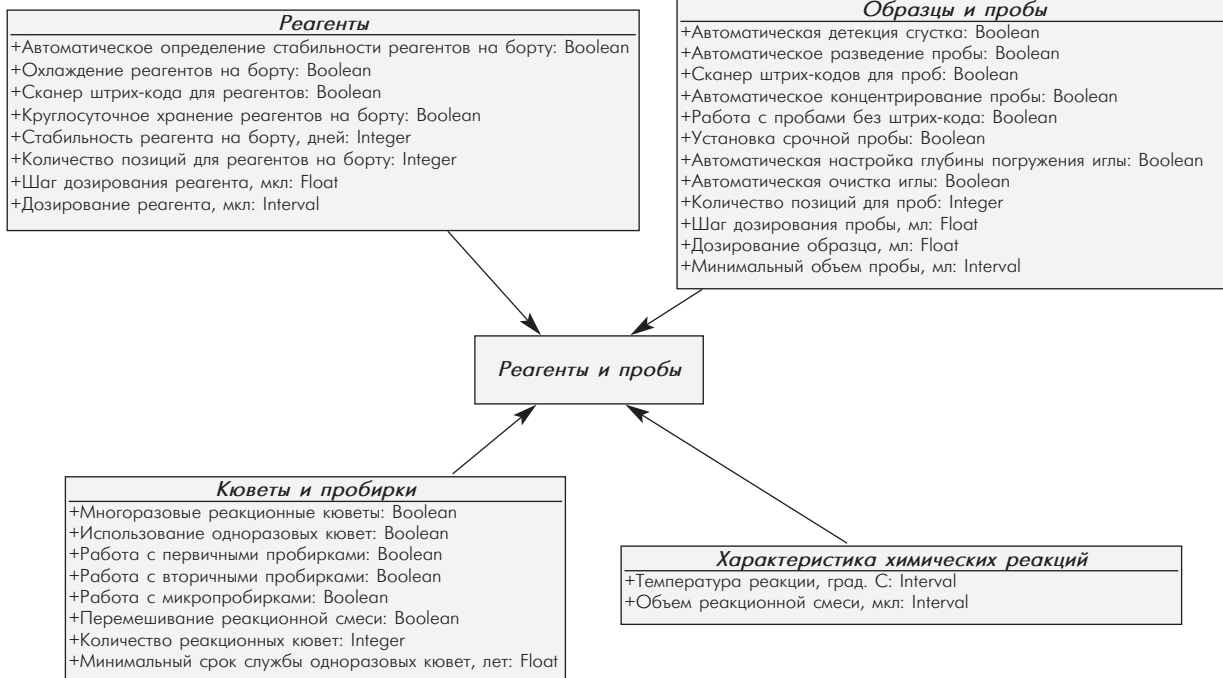 Реагенты
+Автоматическое определение стабильности реагентов на борту: Boolean
+Охлаждение реагентов на борту: Boolean
+Сканер штрих-кода для реагентов: Boolean
+Круглосуточное хранение реагентов на борту: Boolean
+Стабильность реагента на борту, дней: Integer
+Количество позиций для реагентов на борту: Integer
+Шаг дозирования реагента, мкл: Float
+Дозирование реагента, мкл: Interval
Образцы и пробы
+Автоматическая детекция сгустка: Boolean
+Автоматическое разведение пробы: Boolean
+Сканер штрих-кодов для проб: Boolean
+Автоматическое концентрирование пробы: Boolean
+Работа с пробами без штрих-кода: Boolean
+Установка срочной пробы: Boolean
+Автоматическая настройка глубины погружения иглы: Boolean
+Автоматическая очистка иглы: Boolean
+Количество позиций для проб: Integer
+Шаг дозирования пробы, мл: Float
+Дозирование образца, мл: Float
+Минимальный объем пробы, мл: Interval
Реагенты и пробы
Кюветы и пробирки
+Многоразовые реакционные кюветы: Boolean
+Использование одноразовых кювет: Boolean
+Работа с первичными пробирками: Boolean
+Работа с вторичными пробирками: Boolean
+Работа с микропробирками: Boolean
+Перемешивание реакционной смеси: Boolean
+Количество реакционных кювет: Integer
+Минимальный срок службы одноразовых кювет, лет: Float
Характеристика химических реакций
+Температура реакции, град. С: Interval
+Объем реакционной смеси, мкл: Interval